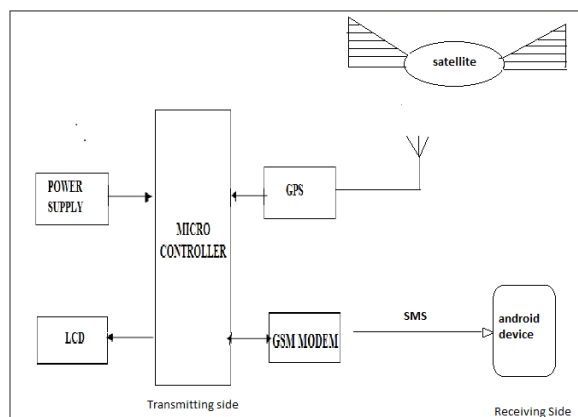 satellite
POWER
SUPPLY
MICRO
CONTROLLER
GPS
LCD
GSM MODEM
SMS
android
device
Transmitting side
Receiving Side